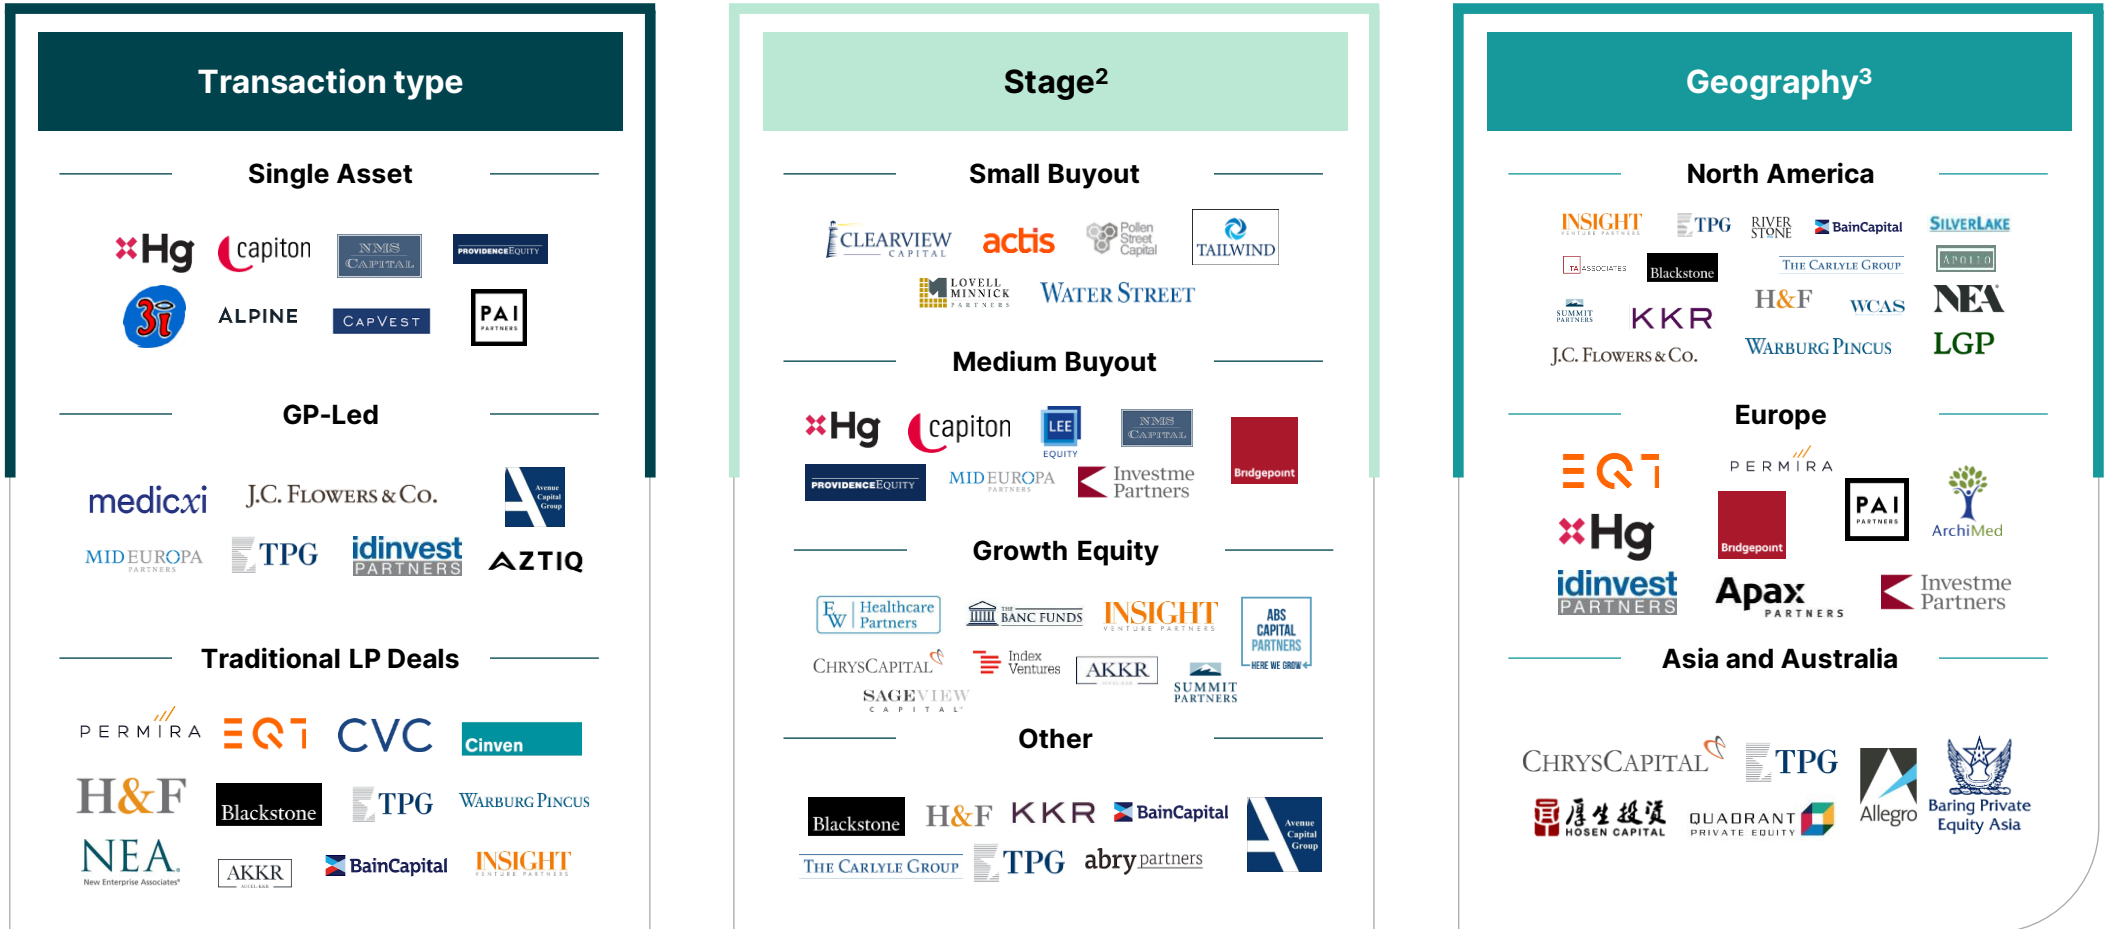 Transaction type
Single Asset
Hg
capiton
NMS
CAPITAL
PROVIDENCEEQUITY
3i
ALPINE
CAPVEST
PAI
PARTNERS
GP-Led
medicxi
J.C. FLOWERS & CO.
Avenue
Capital
Group
MIDEUROPA
PARTNERS
TPG
idinvest
PARTNERS
AZTIQ
Traditional LP Deals
PERMIRA
EQT
CVC
Cinven
H&F
Blackstone
TPG
WARBURG PINCUS
NEA
New Enterprise Associates®
AKKR
ACCEL-KKR
BainCapital
INSIGHT
VENTURE PARTNERS
Stage²
Small Buyout
CLEARVIEW
CAPITAL
actis
Pollen
Street
Capital
TAILWIND
LOVELL
MINNICK
PARTNERS
WATER STREET
Medium Buyout
Hg
capiton
LEE
EQUITY
NMS
CAPITAL
Bridgepoint
PROVIDENCEEQUITY
MIDEUROPA
PARTNERS
Investme
Partners
Growth Equity
EW
Healthcare
Partners
THE
BANC FUNDS
INSIGHT
VENTURE PARTNERS
ABS
CAPITAL
PARTNERS
HERE WE GROW
CHRYSCAPITAL
Index
Ventures
AKKR
SUMMIT
PARTNERS
SAGEVIEW
CAPITAL
Other
Blackstone
H&F
KKR
BainCapital
Avenue
Capital
Group
THE CARLYLE GROUP
TPG
abry partners
Geography³
North America
INSIGHT
VENTURE PARTNERS
TPG
RIVER
STONE
BainCapital
SILVERLAKE
TA ASSOCIATES
Blackstone
THE CARLYLE GROUP
APOLLO
SUMMIT
PARTNERS
KKR
H&F
WCAS
NEA
J.C. FLOWERS & CO.
WARBURG PINCUS
LGP
Europe
EQT
PERMIRA
PAI
PARTNERS
ArchiMed
Hg
Bridgepoint
idinvest
PARTNERS
Apax
PARTNERS
Investme
Partners
Asia and Australia
CHRYSCAPITAL
TPG
Allegro
Baring Private
Equity Asia
厚生投资
HOSEN CAPITAL
QUADRANT
PRIVATE EQUITY